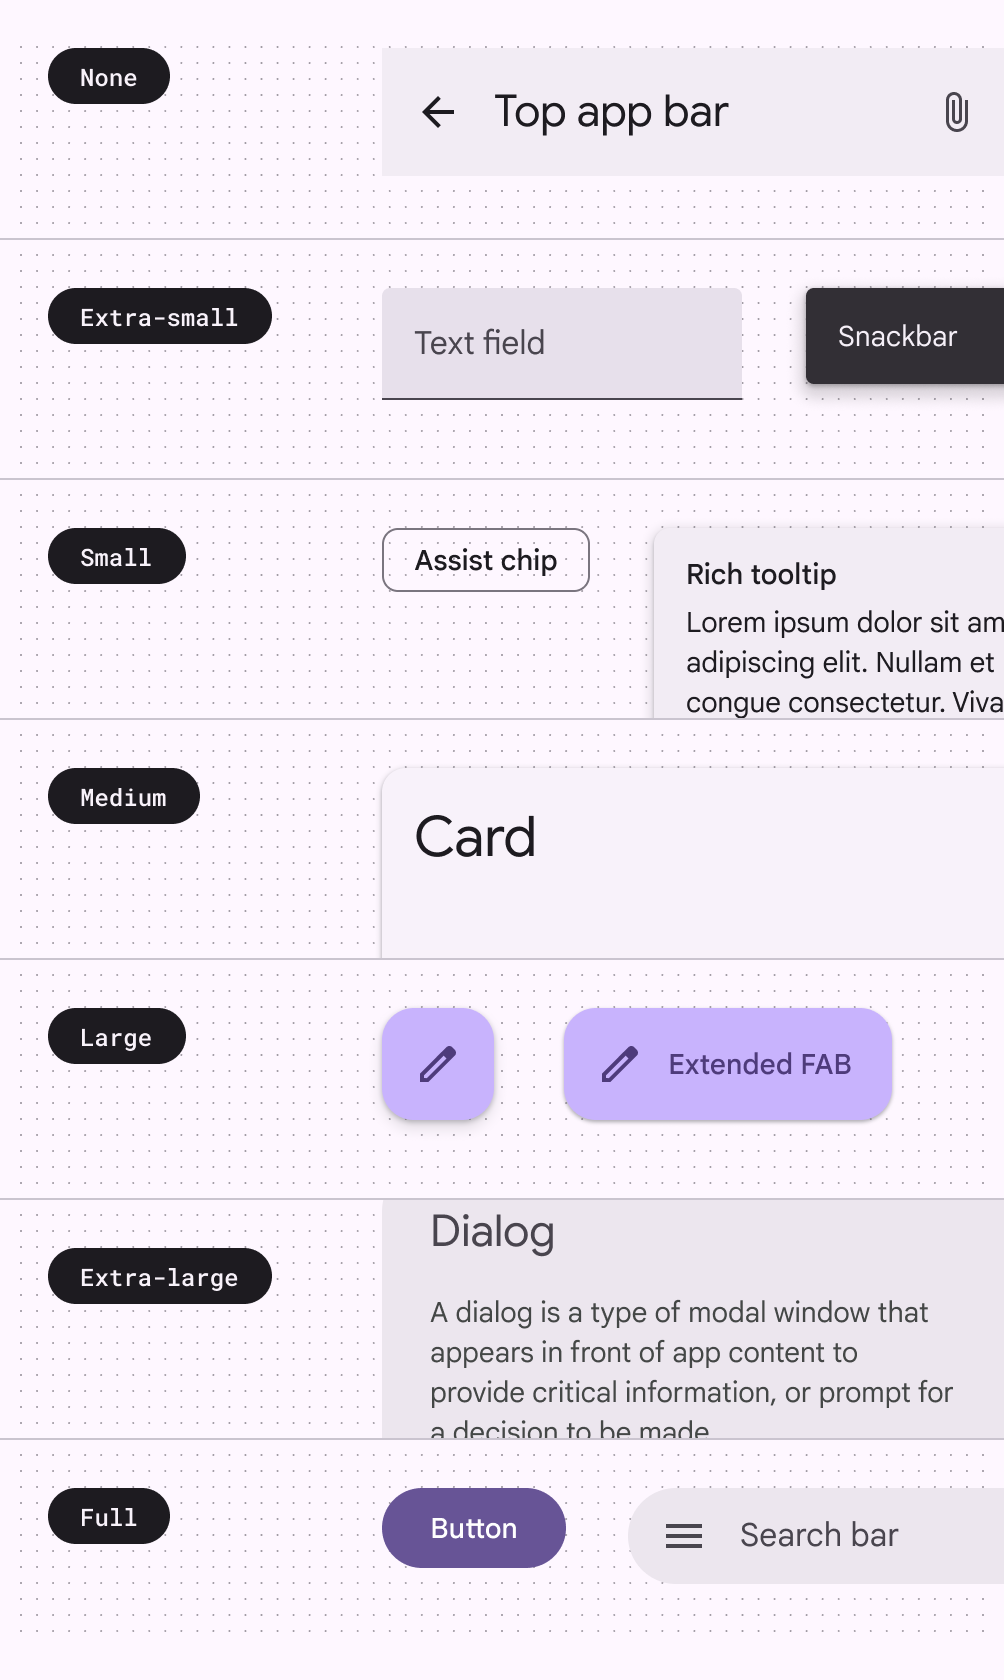 None
Top app bar
Extra-small
Text field
Snackbar
Small
Assist chip
Rich tooltip
Lorem ipsum dolor sit am
adipiscing elit. Nullam et
congue consectetur. Viva
Medium
Card
Large
Extended FAB
Dialog
Extra-large
A dialog is a type of modal window that
appears in front of app content to
provide critical information, or prompt for
a decision to be made
Full
Button
Search bar